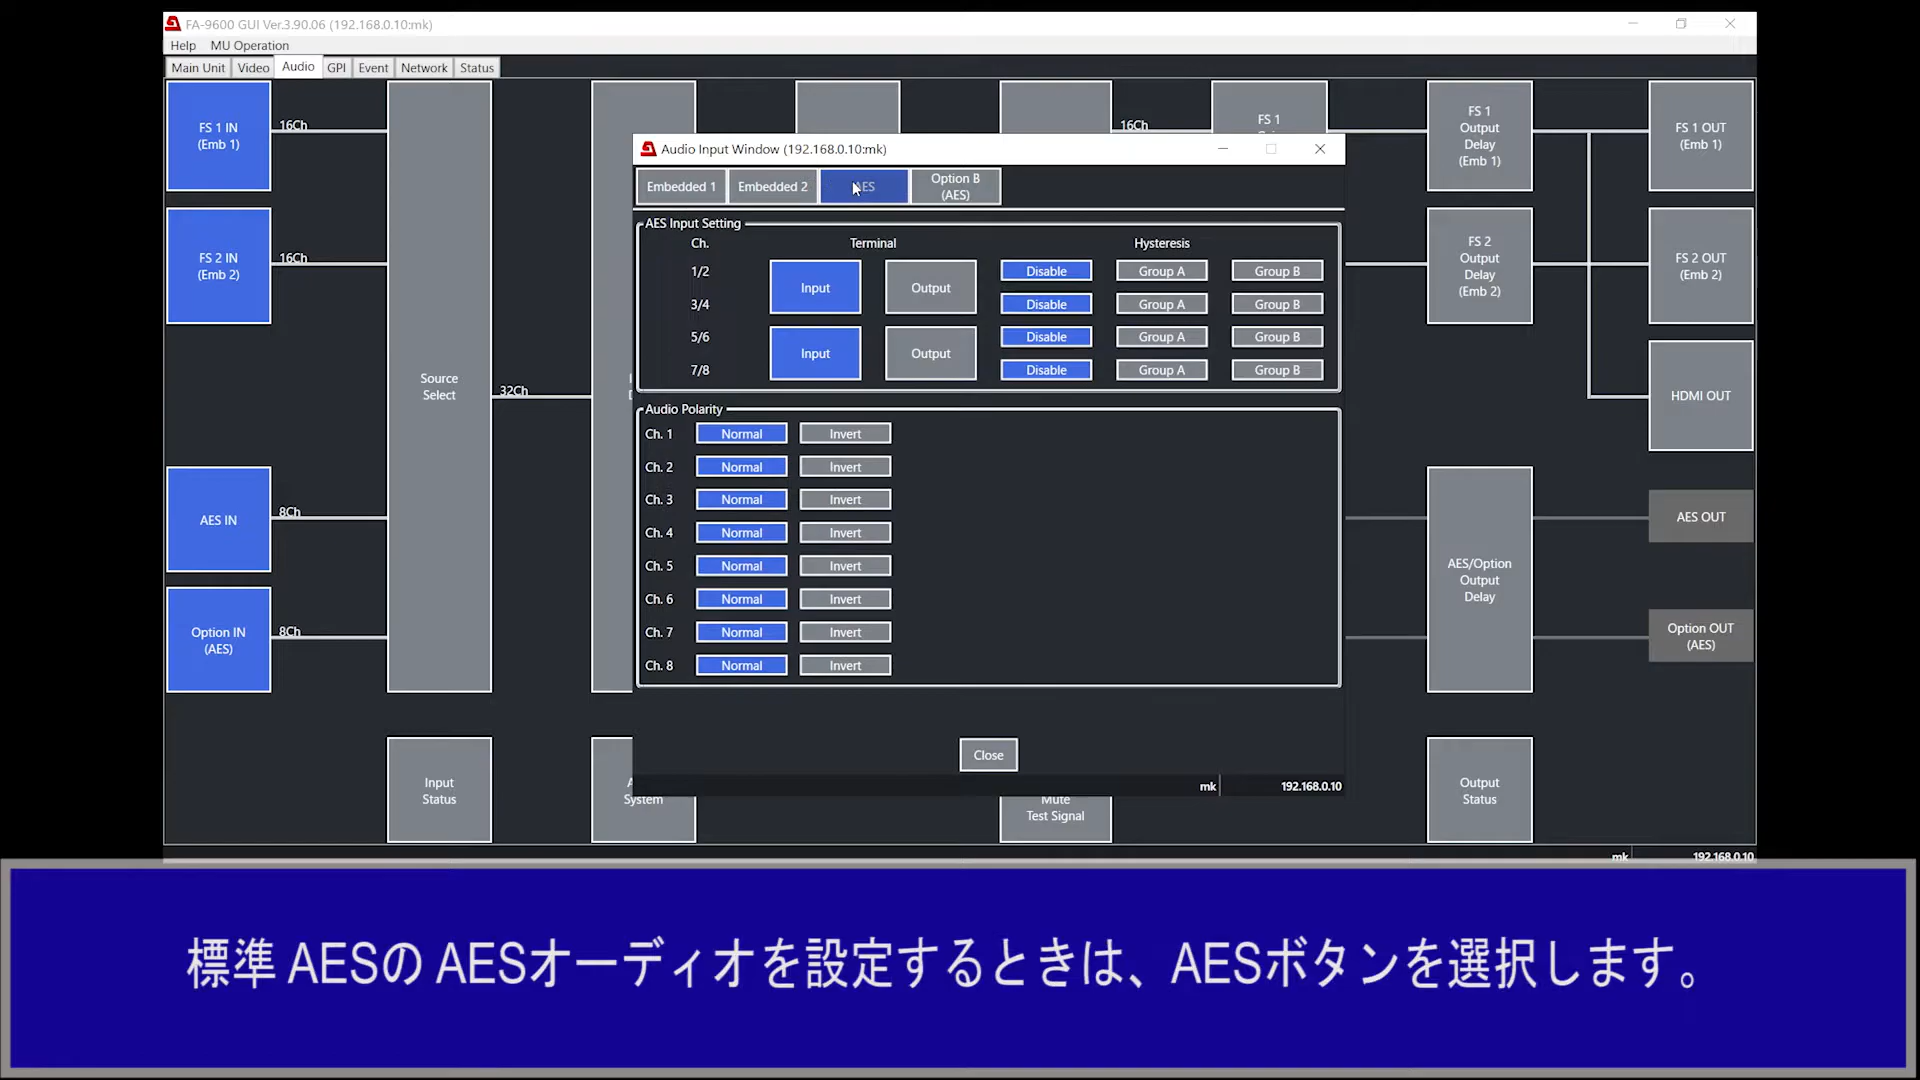 FA-9600 GUI Ver.3.90.06 (192.168.0.10:mk)
Help MU Operation
Main Unit Video Audio GPI Event Network Status
FS 1 IN
(Emb 1)
16Ch
FS 2 IN
(Emb 2)
16Ch
AES IN
8Ch
Option IN
(AES)
8Ch
Source
Select
32Ch
Input
Status
System
16Ch
FS 1
Mute
Test Signal
FS 1
Output
Delay
(Emb 1)
FS 2
Output
Delay
(Emb 2)
AES/Option
Output
Delay
Output
Status
FS 1 OUT
(Emb 1)
FS 2 OUT
(Emb 2)
HDMI OUT
AES OUT
Option OUT
(AES)
mk 192.168.0.10
Audio Input Window (192.168.0.10:mk)
Embedded 1 Embedded 2 AES Option B
(AES)
AES Input Setting
Ch. Terminal Hysteresis
1/2 Input Output Disable Group A Group B
3/4 Disable Group A Group B
5/6 Input Output Disable Group A Group B
7/8 Disable Group A Group B
Audio Polarity
Ch. 1 Normal Invert
Ch. 2 Normal Invert
Ch. 3 Normal Invert
Ch. 4 Normal Invert
Ch. 5 Normal Invert
Ch. 6 Normal Invert
Ch. 7 Normal Invert
Ch. 8 Normal Invert
Close
mk 192.168.0.10
標準 AESの AESオーディオを設定するときは、AESボタンを選択します。